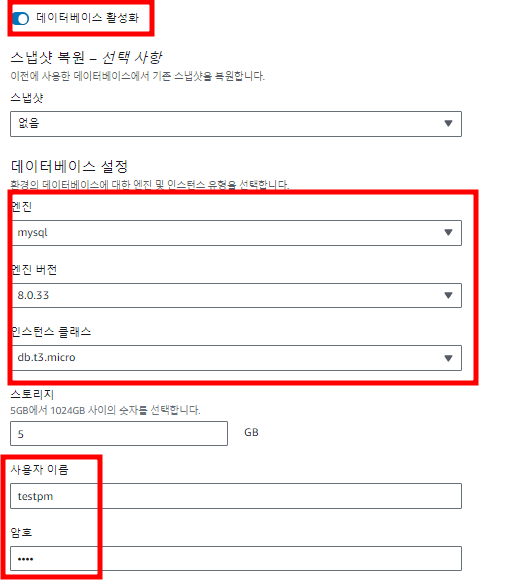 데이터베이스 활성화
스냅샷 복원 – 선택 사항
이전에 사용한 데이터베이스에서 기존 스냅샷을 복원합니다.
스냅샷
없음
데이터베이스 설정
환경의 데이터베이스에 대한 엔진 및 인스턴스 유형을 선택합니다.
엔진
mysql
엔진 버전
8.0.33
인스턴스 클래스
db.t3.micro
스토리지
5GB에서 1024GB 사이의 숫자를 선택합니다.
5 GB
사용자 이름
testpm
암호
••••